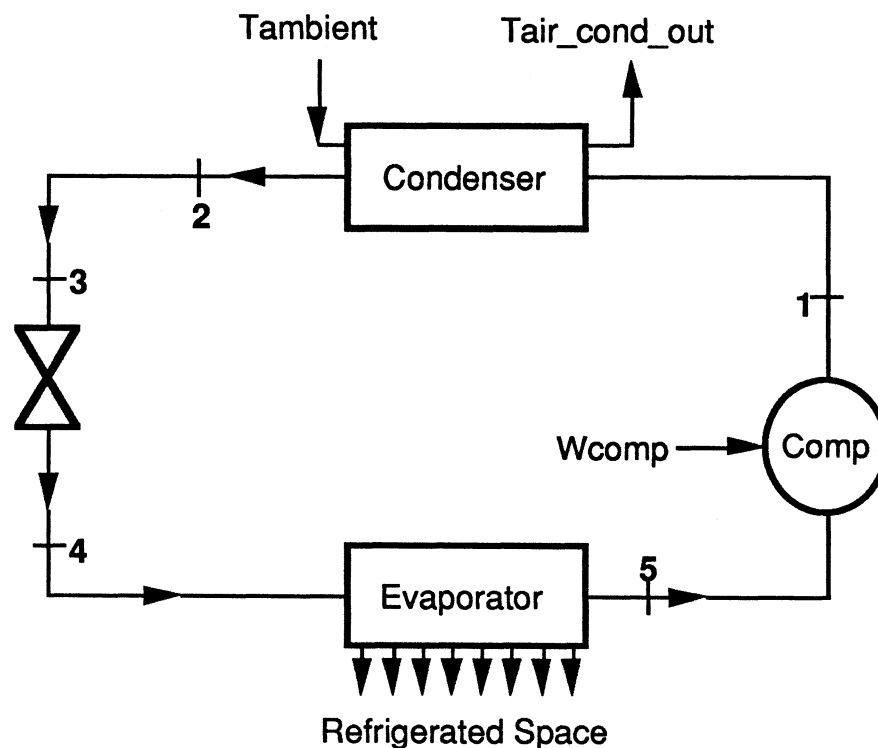 Tambient
Tair_cond_out
Condenser
2
3
1
Wcomp
Comp
4
5
Evaporator
Refrigerated Space